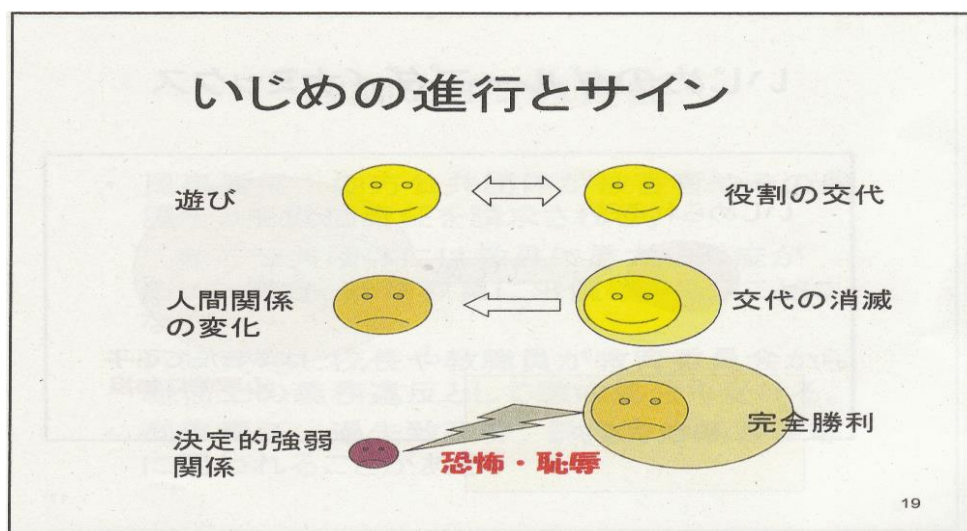 いじめの進行とサイン
遊び
役割の交代
人間関係
の変化
交代の消滅
決定的強弱
関係
恐怖・恥辱
完全勝利
19